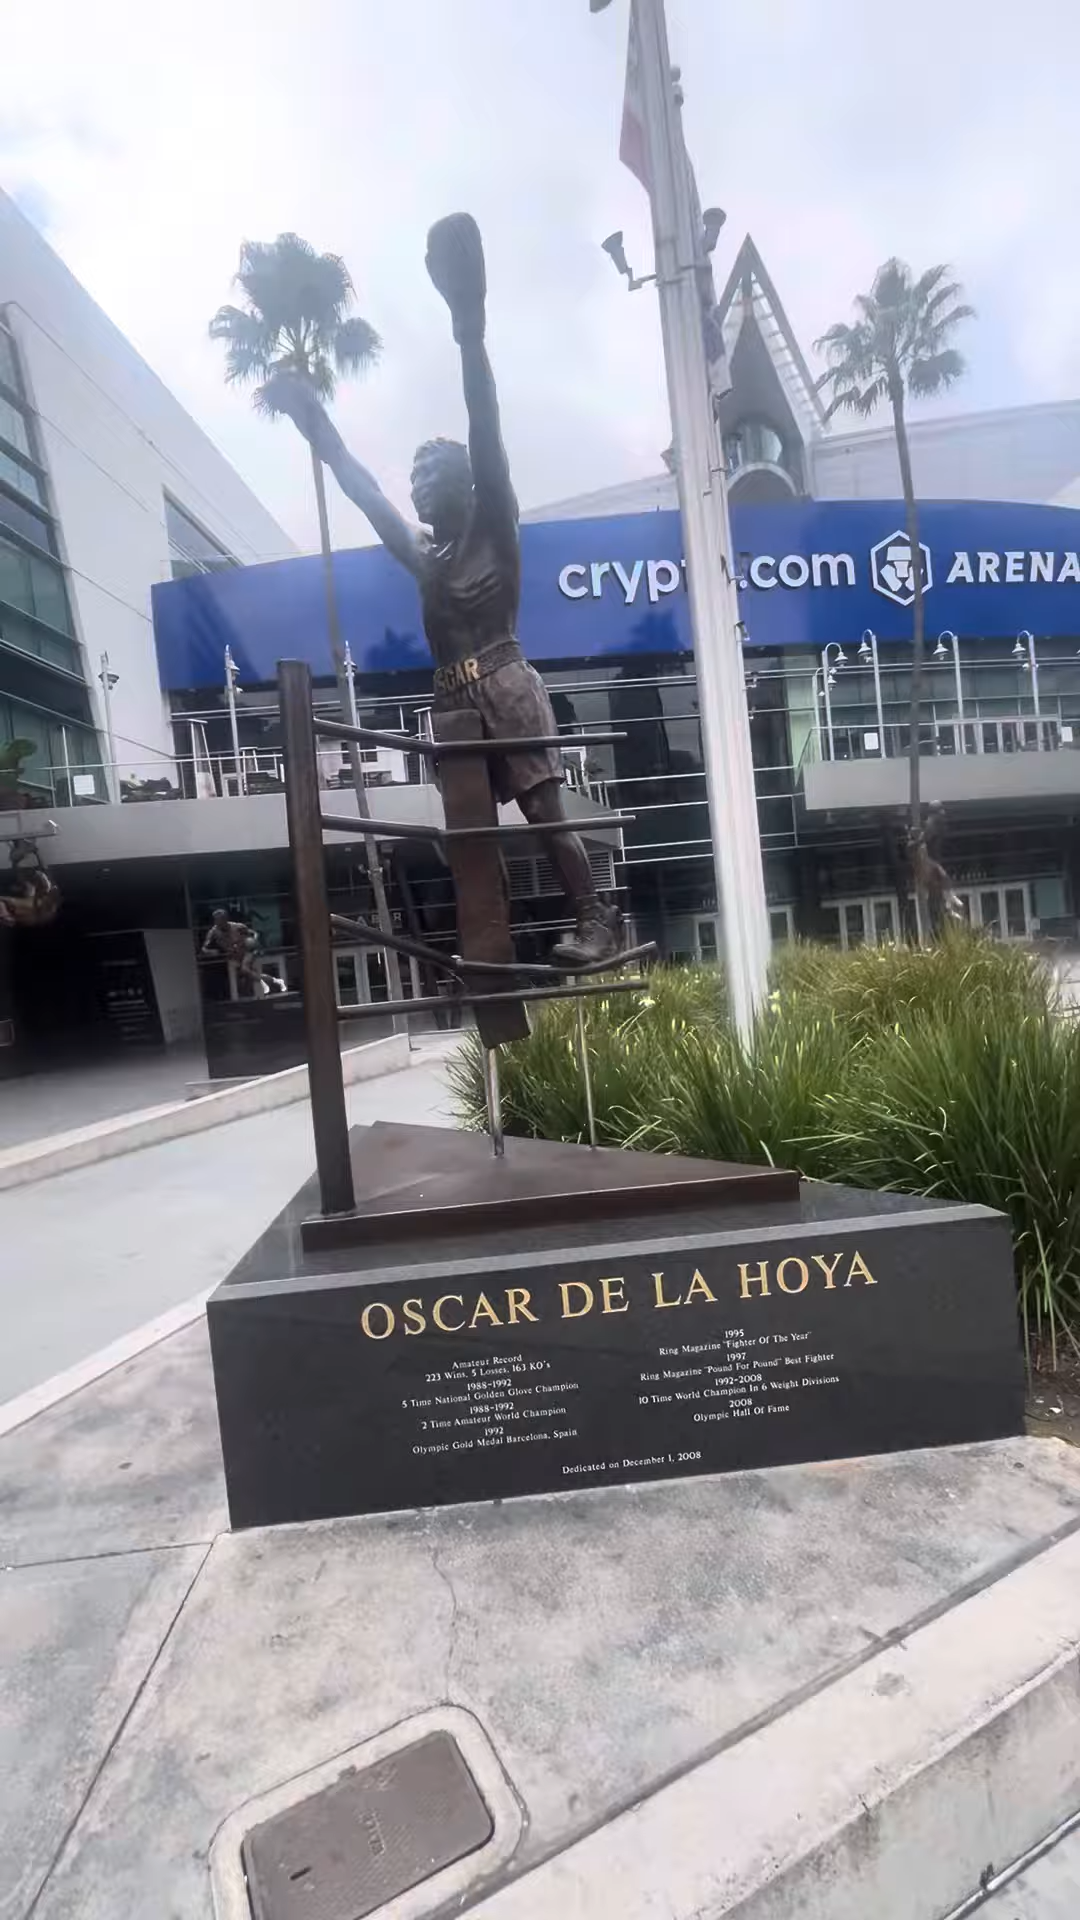 crypto.com ARENA
OSCAR
OSCAR DE LA HOYA
Amateur Record
223 Wins, 5 Losses, 163 KO's
1988-1992
5 Time National Golden Glove Champion
1988-1992
2 Time Amateur World Champion
1992
Olympic Gold Medal Barcelona, Spain
1995
Ring Magazine "Fighter Of The Year"
1997
Ring Magazine "Pound For Pound" Best Fighter
1992-2008
10 Time World Champion In 6 Weight Divisions
2008
Olympic Hall Of Fame
Dedicated on December 1, 2008